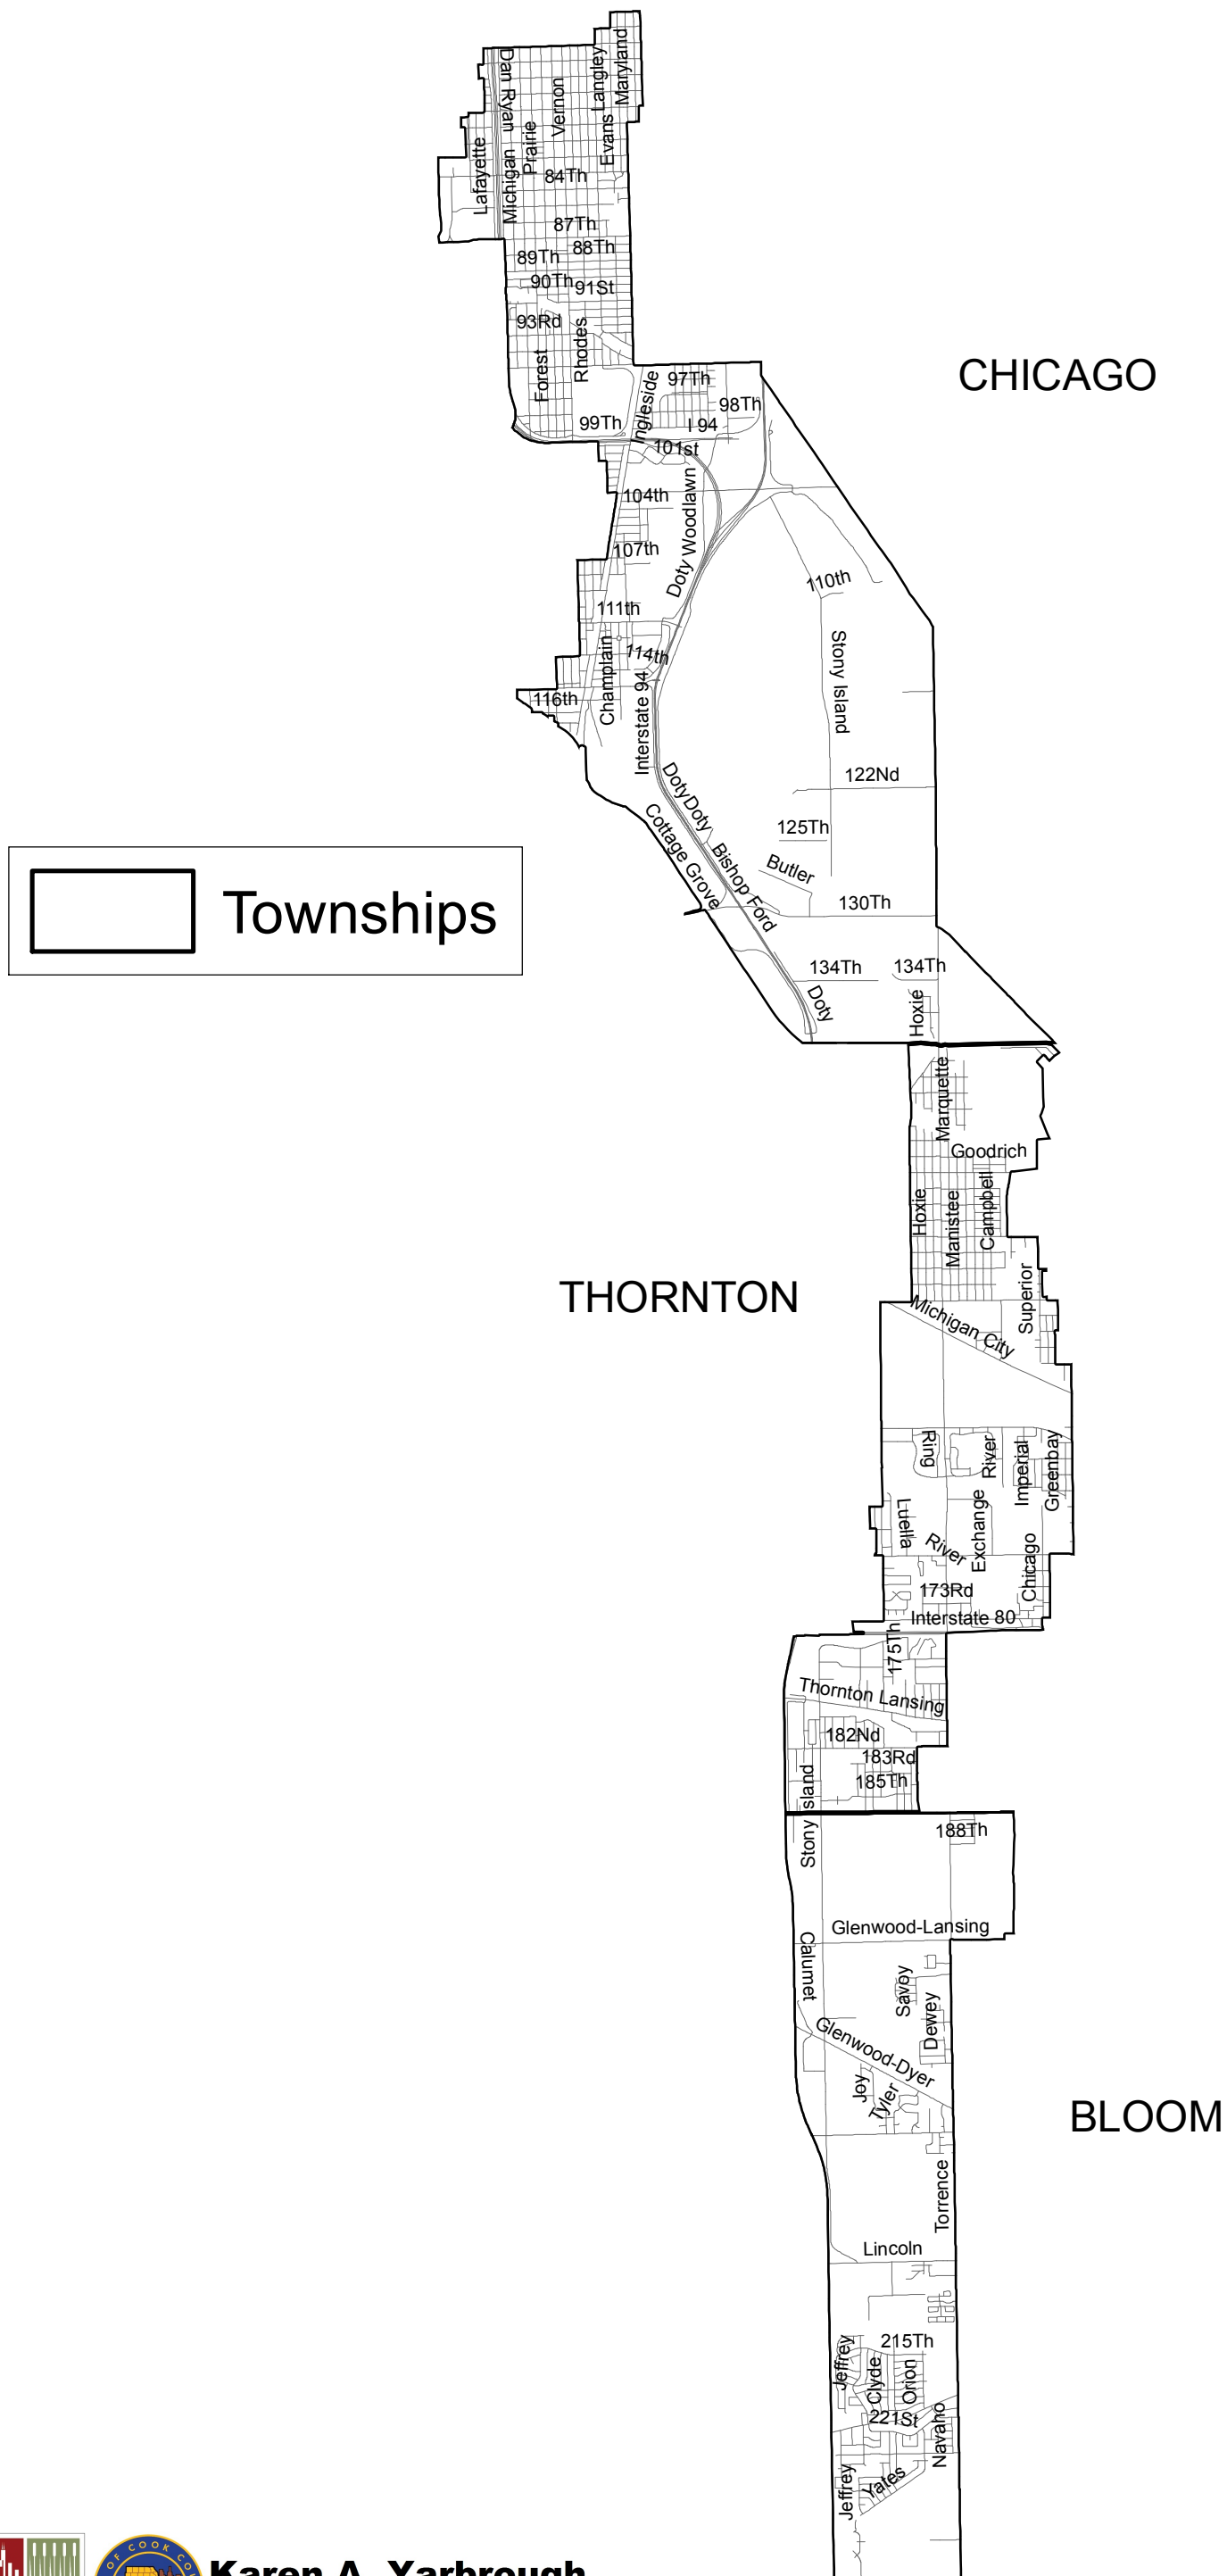 Dan Ryan
Langley
Maryland
Vernon
Evans
Prairie
Lafayette
Michigan
84Th
87Th
88Th
89Th
90Th
91St
93Rd
Rhodes
Forest
CHICAGO
97Th
Ingleside
98Th
99Th
I 94
101st
104th
Doty Woodlawn
107th
110th
111th
Stony Island
114th
Champlain
116th
Interstate 94
122Nd
Doty
Doty
Cottage Grove
125Th
Bishop Ford
Butler
Townships
130Th
134Th
134Th
Doty
Hoxie
Marquette
Goodrich
Hoxie
Manistee
Campbell
Superior
THORNTON
Michigan City
Ring
River
Imperial
Greenbay
Luella
Exchange
River
Chicago
173Rd
Interstate 80
175Th
Thornton Lansing
182Nd
183Rd
185Th
Stony Island
188Th
Glenwood-Lansing
Calumet
Savoy
Dewey
Glenwood-Dyer
Joy
Tyler
BLOOM
Torrence
Lincoln
215Th
Jeffrey
Clyde
Orion
221St
Navaho
Jeffrey
Yates
OF COOK CO
Karen A. Yarbrough